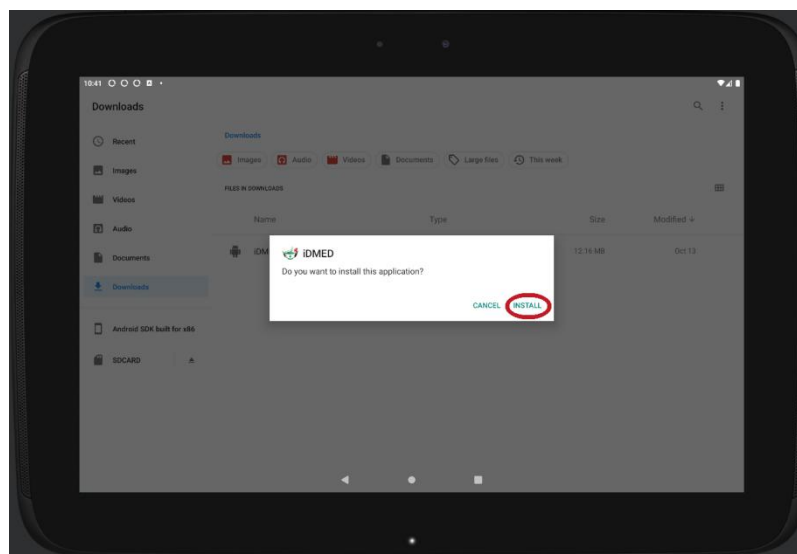 10:41
Downloads
Recent
Images
Videos
Audio
Documents
Downloads
Android SDK built for x86
SDCARD
Downloads
Images Audio Videos Documents Large files This week
FILES IN DOWNLOADS
Name Type Size Modified
iDM 13.16 MB Oct 13
iDMED
Do you want to install this application?
CANCEL INSTALL